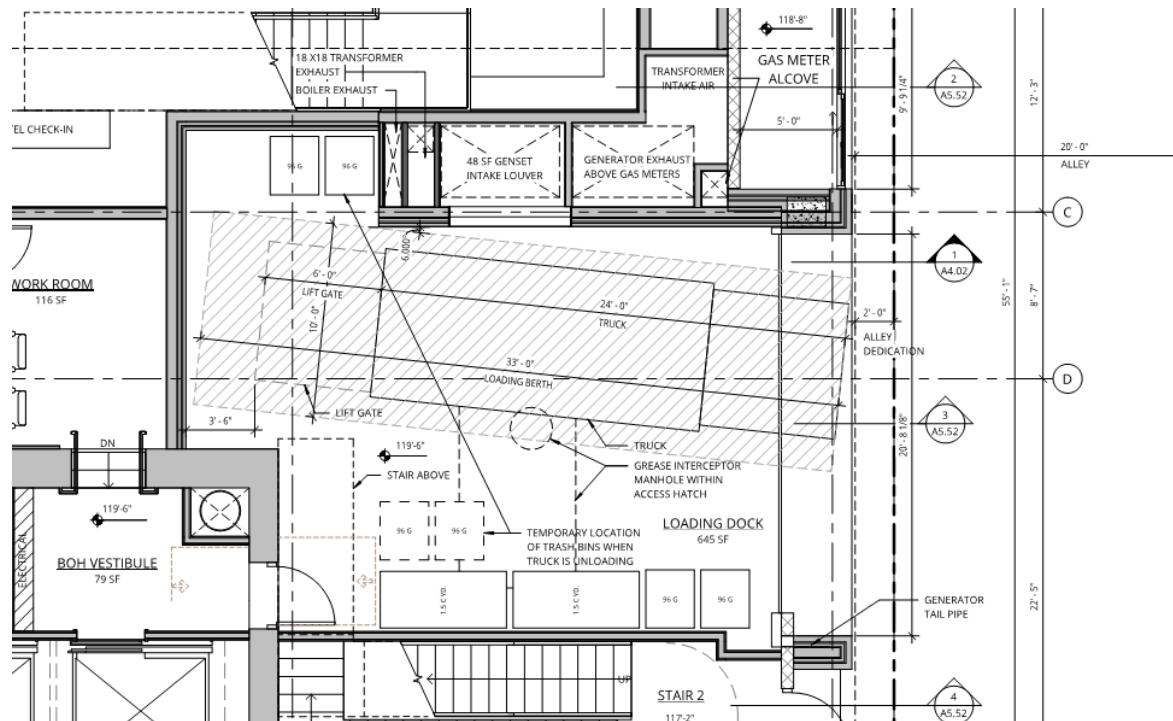 118'-8"
GAS METER
ALCOVE
18 X18 TRANSFORMER
EXHAUST
BOILER EXHAUST
TRANSFORMER
INTAKE AIR
2
A5.52
9' - 9 1/4"
12' - 3"
5' - 0"
20' - 0"
ALLEY
TEL CHECK-IN
96 G
96 G
48 SF GENSET
INTAKE LOUVER
GENERATOR EXHAUST
ABOVE GAS METERS
C
6.000"
1
A4.02
WORK ROOM
116 SF
6' - 0"
LIFT GATE
10' - 0"
24' - 0"
TRUCK
33' - 0"
LOADING BERTH
2' - 0"
ALLEY
DEDICATION
55' - 1"
8' - 7"
D
3' - 6"
LIFT GATE
3
A5.52
20' - 8 1/8"
DN
119'-6"
STAIR ABOVE
TRUCK
GREASE INTERCEPTOR
MANHOLE WITHIN
ACCESS HATCH
119'-6"
ELECTRICAL
BOH VESTIBULE
79 SF
96 G
96 G
TEMPORARY LOCATION
OF TRASH BINS WHEN
TRUCK IS UNLOADING
LOADING DOCK
645 SF
1.5 C YD.
1.5 C YD.
96 G
96 G
GENERATOR
TAIL PIPE
22' - 5"
UP
STAIR 2
117'-2"
4
A5.52